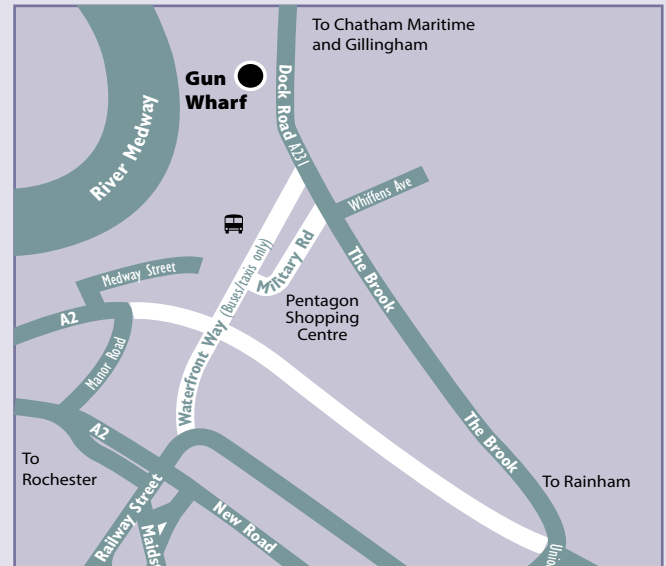 To Chatham Maritime
and Gillingham
Gun
Wharf
Dock Road A231
River Medway
Whiffens Ave
Medway Street
Waterfront Way (Buses/taxis only)
Military Rd
The Brook
Pentagon
Shopping
Centre
A2
Manor Road
A2
To
Rochester
The Brook
To Rainham
Railway Street
Maids
New Road
Unio